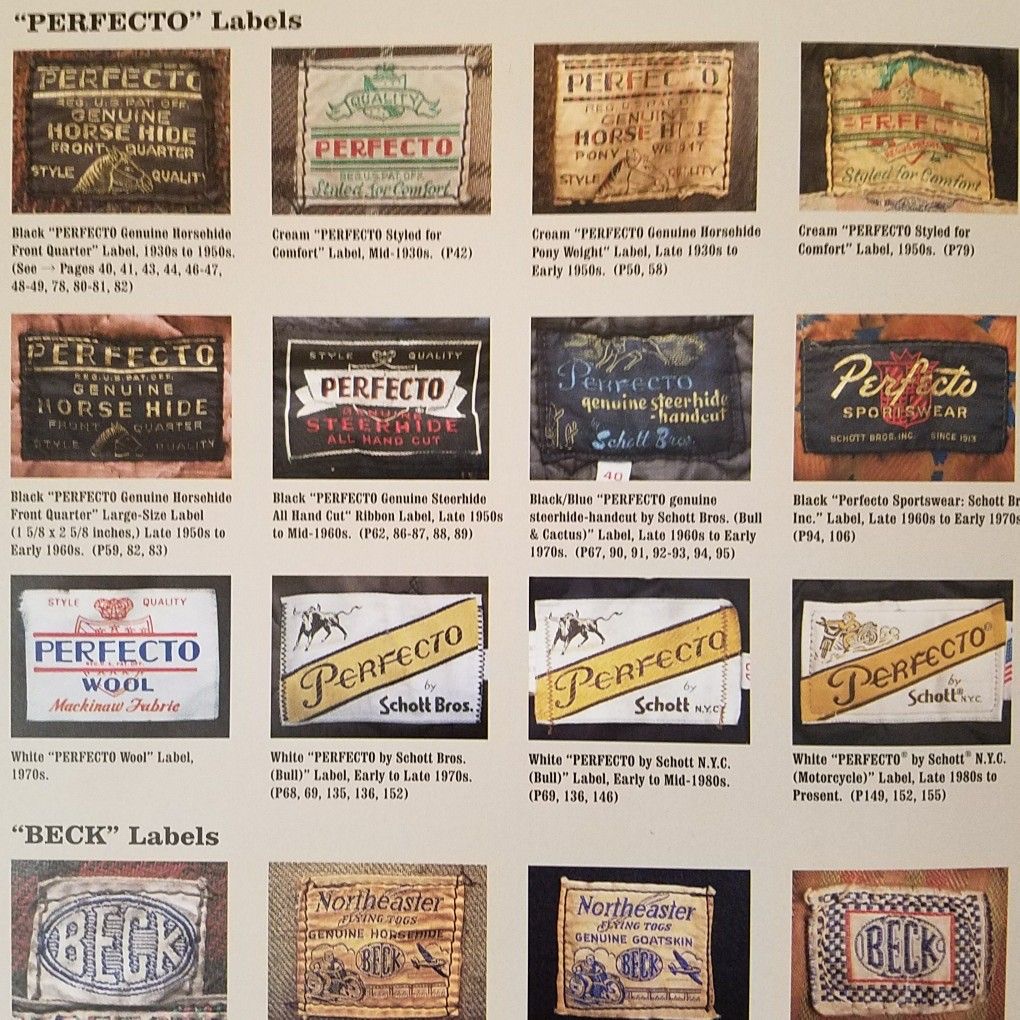 “PERFECTO” Labels
PERFECTO
REG. U.S. PAT. OFF.
GENUINE
HORSE HIDE
FRONT QUARTER
STYLE QUALITY
QUALITY
PERFECTO
REG. U.S. PAT. OFF.
Styled for Comfort
PERFECTO
GENUINE
HORSE HIDE
PONY
STYLE QUALITY
PERFECTO
Styled for Comfort
Black “PERFECTO Genuine Horsehide
Front Quarter” Label, 1930s to 1950s.
(See → Pages 40, 41, 43, 44, 46-47,
48-49, 78, 80-81, 82)
Cream “PERFECTO Styled for
Comfort” Label, Mid-1930s. (P42)
Cream “PERFECTO Genuine Horsehide
Pony Weight” Label, Late 1930s to
Early 1950s. (P50, 58)
Cream “PERFECTO Styled for
Comfort” Label, 1950s. (P79)
PERFECTO
REG. U.S. PAT. OFF.
GENUINE
HORSE HIDE
FRONT QUARTER
STYLE QUALITY
STYLE QUALITY
PERFECTO
GENUINE
STEERHIDE
ALL HAND CUT
Perfecto
genuine steerhide
-handcut
Schott Bros.
40
Perfecto
SPORTSWEAR
SCHOTT BROS. INC. SINCE 1913
Black “PERFECTO Genuine Horsehide
Front Quarter” Large-Size Label
(1 5/8 x 2 5/8 inches,) Late 1950s to
Early 1960s. (P59, 82, 83)
Black “PERFECTO Genuine Steerhide
All Hand Cut“ Ribbon Label, Late 1950s
to Mid-1960s. (P62, 86-87, 88, 89)
Black/Blue “PERFECTO genuine
steerhide-handcut by Schott Bros. (Bull
& Cactus)” Label, Late 1960s to Early
1970s. (P67, 90, 91, 92-93, 94, 95)
Black “Perfecto Sportswear: Schott Br
Inc.” Label, Late 1960s to Early 1970s
(P94, 106)
STYLE QUALITY
PERFECTO
WOOL
Mackinaw Fabric
PERFECTO
by
Schott Bros.
PERFECTO
by
Schott N.Y.C.
PERFECTO®
by
Schott® N.Y.C.
White “PERFECTO Wool” Label,
1970s.
White “PERFECTO by Schott Bros.
(Bull)” Label, Early to Late 1970s.
(P68, 69, 135, 136, 152)
White “PERFECTO by Schott N.Y.C.
(Bull)” Label, Early to Mid-1980s.
(P69, 136, 146)
White “PERFECTO® by Schott® N.Y.C.
(Motorcycle)” Label, Late 1980s to
Present. (P149, 152, 155)
“BECK” Labels
BECK
Northeaster
FLYING TOGS
GENUINE HORSEHIDE
BECK
Northeaster
FLYING TOGS
GENUINE GOATSKIN
BECK
BECK